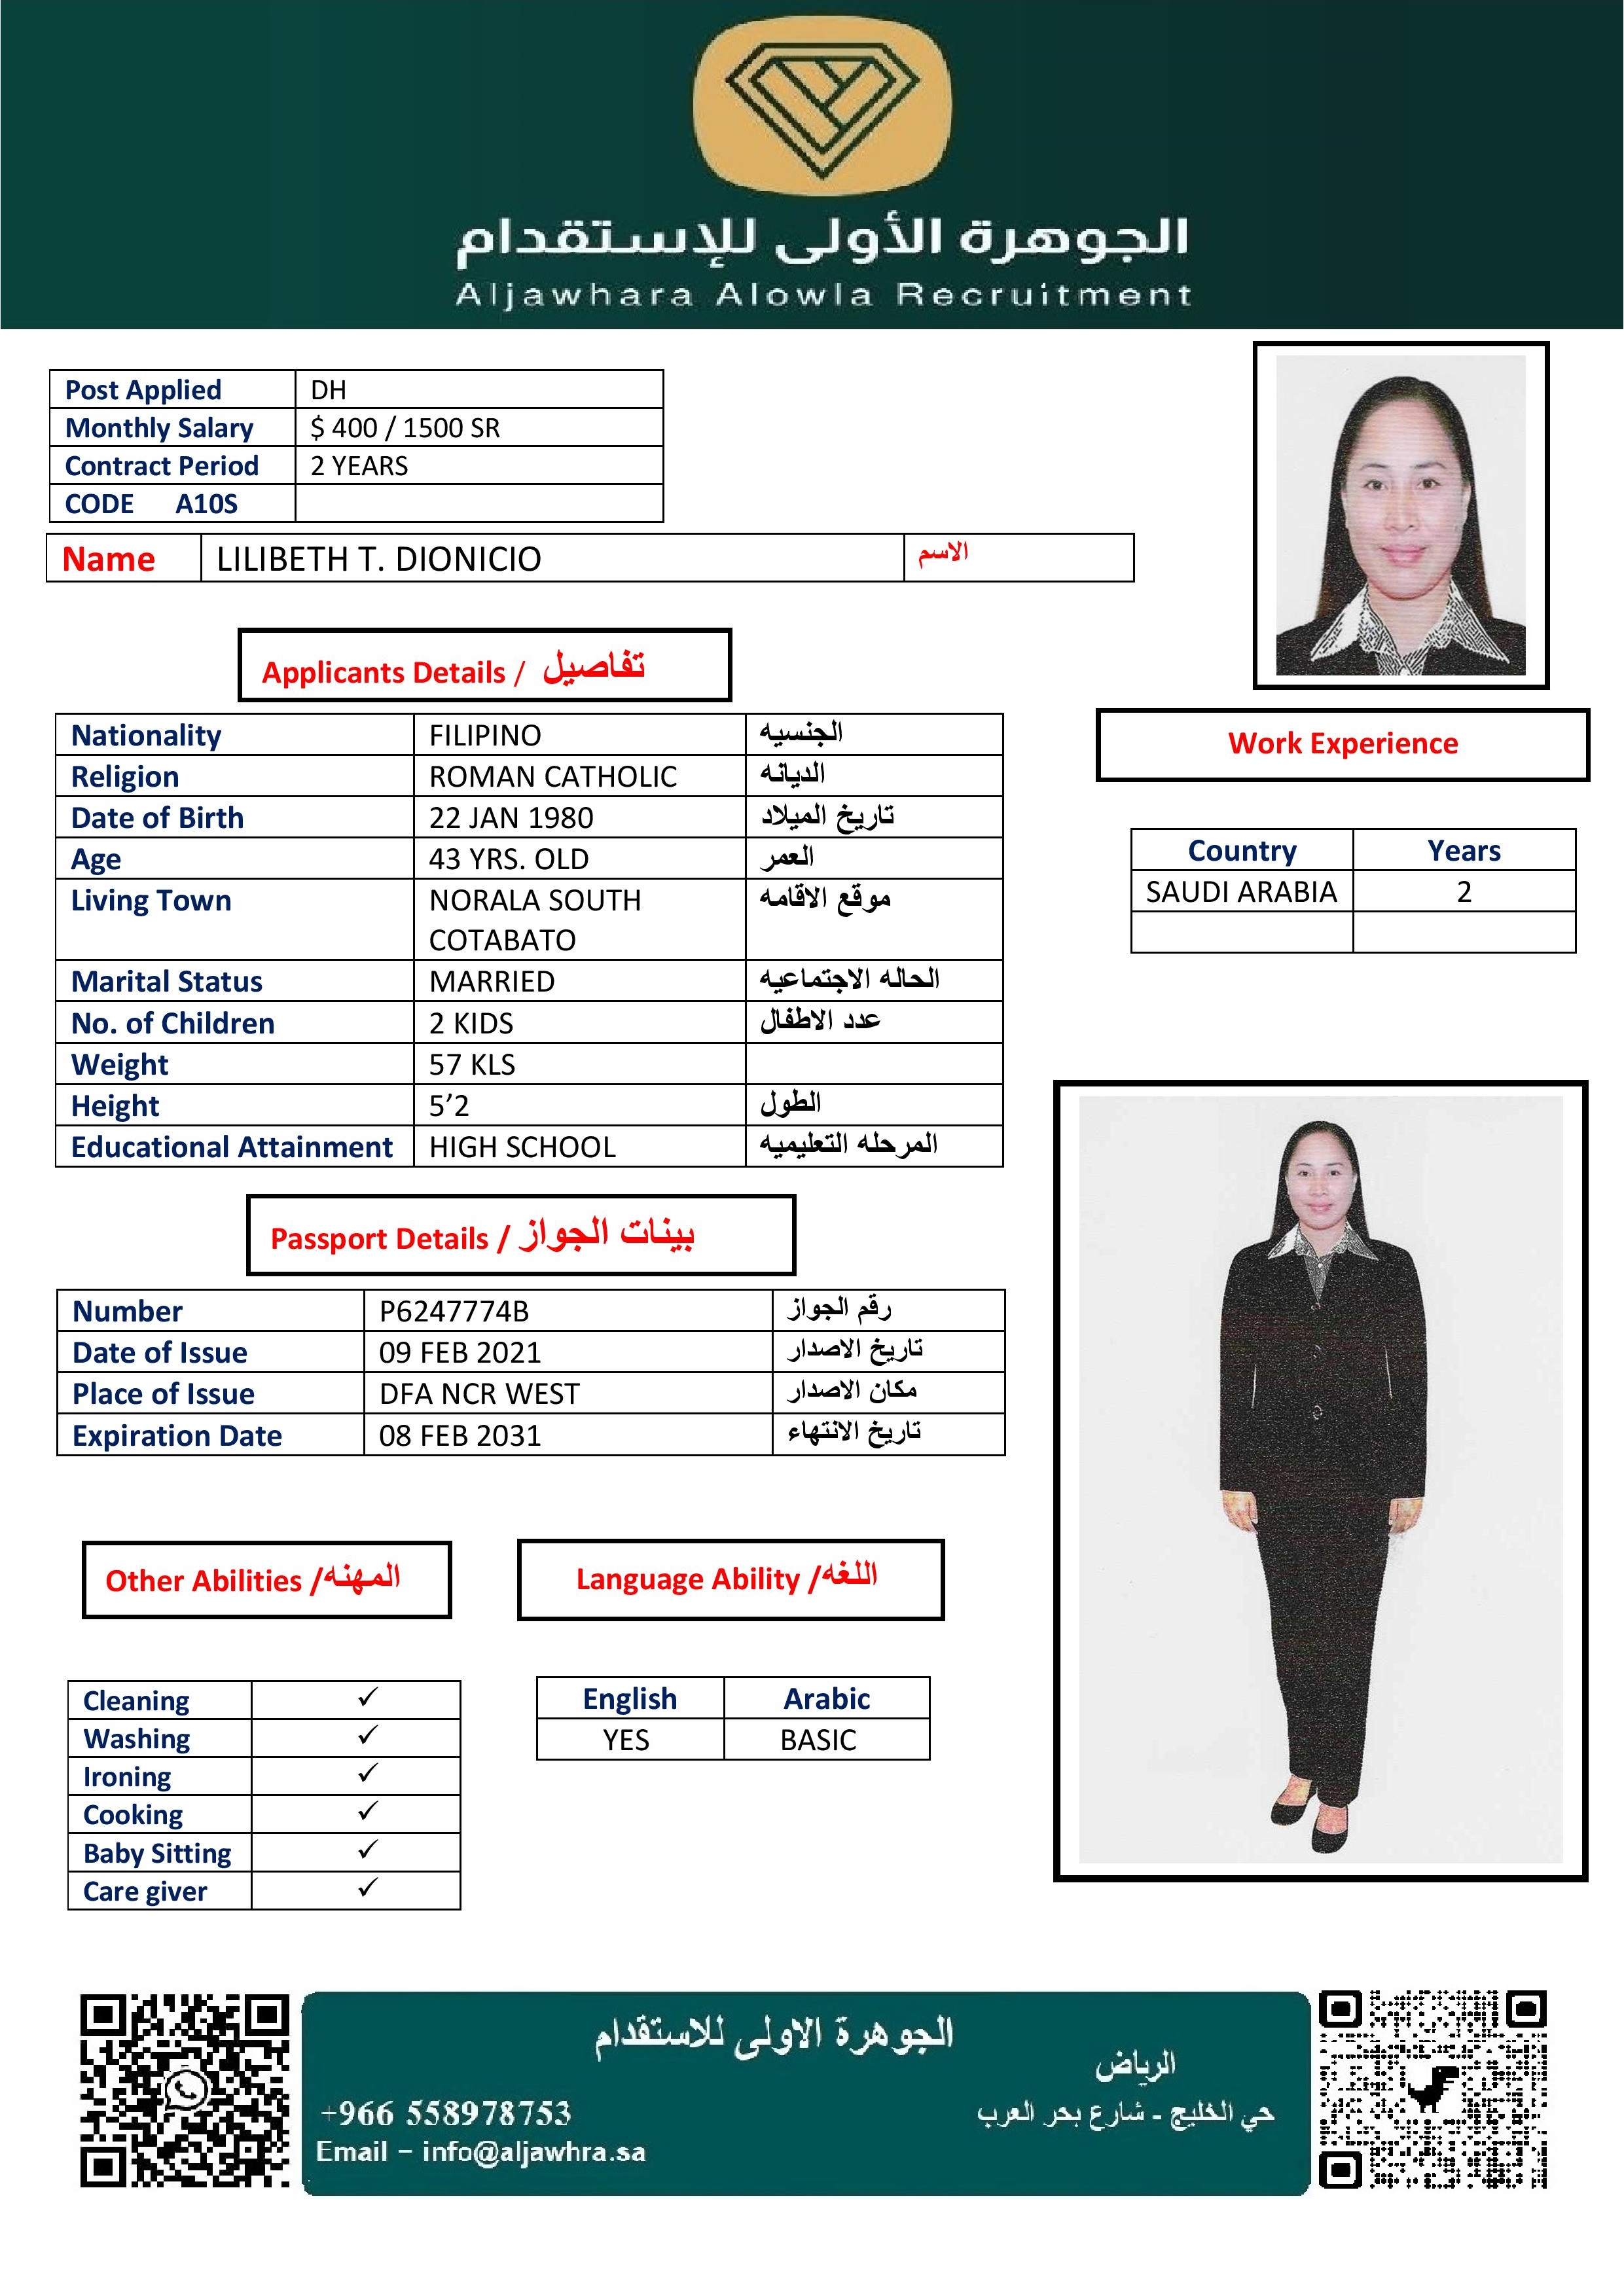 الجوهرة الأولى للإستقدام
Aljawhara Alowla Recruitment
Post Applied DH
Monthly Salary $ 400 / 1500 SR
Contract Period 2 YEARS
CODE A10S
Name LILIBETH T. DIONICIO الاسم
Applicants Details / تفاصيل
Nationality FILIPINO الجنسيه
Religion ROMAN CATHOLIC الديانه
Date of Birth 22 JAN 1980 تاريخ الميلاد
Age 43 YRS. OLD العمر
Living Town NORALA SOUTH موقع الاقامه
COTABATO
Marital Status MARRIED الحاله الاجتماعيه
No. of Children 2 KIDS عدد الاطفال
Weight 57 KLS
Height 5’2 الطول
Educational Attainment HIGH SCHOOL المرحله التعليميه
Work Experience
Country Years
SAUDI ARABIA 2
Passport Details / بينات الجواز
Number P6247774B رقم الجواز
Date of Issue 09 FEB 2021 تاريخ الاصدار
Place of Issue DFA NCR WEST مكان الاصدار
Expiration Date 08 FEB 2031 تاريخ الانتهاء
Other Abilities /المهنه
Cleaning ✓
Washing ✓
Ironing ✓
Cooking ✓
Baby Sitting ✓
Care giver ✓
Language Ability /اللغه
English Arabic
YES BASIC
الجوهرة الاولى للاستقدام
الرياض
حي الخليج - شارع بحر العرب
+966 558978753
Email – info@aljawhra.sa